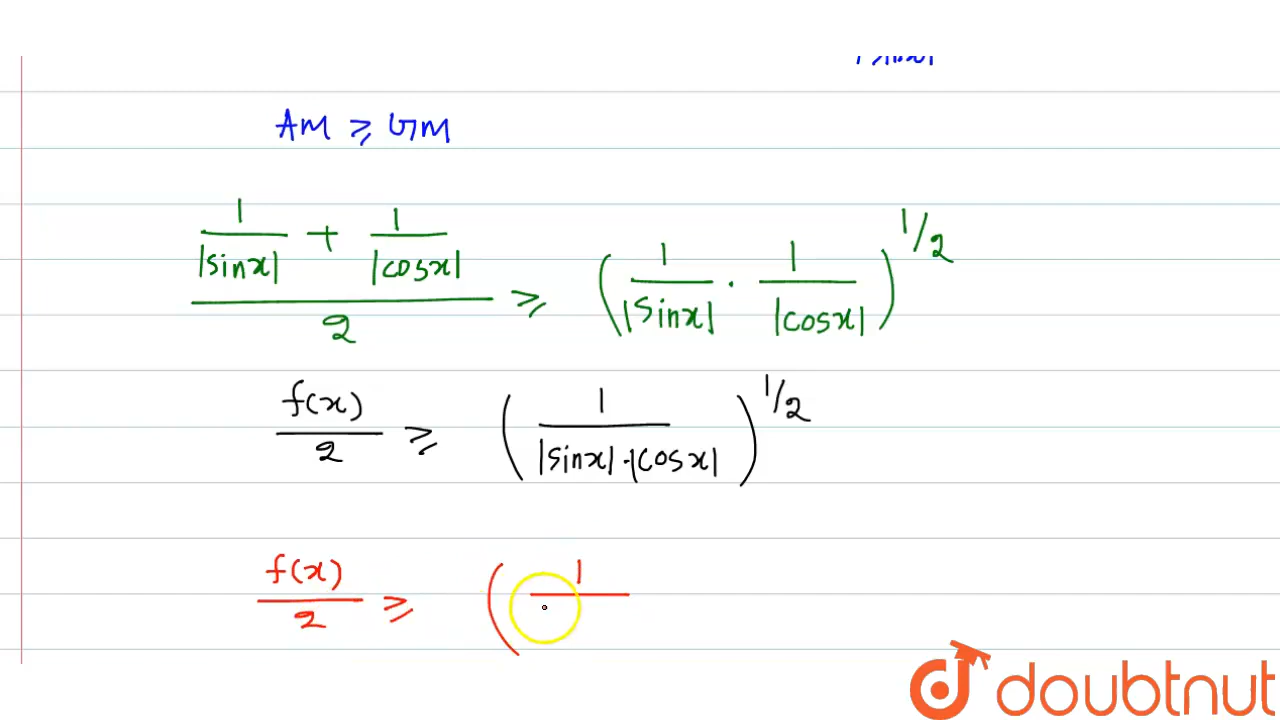 Am ≥ Gm
1/|sinx| + 1/|cosx| / 2 ≥ (1/|sinx| · 1/|cosx|)^1/2
f(x)/2 ≥ (1/|sinx|·|cosx|)^1/2
f(x)/2 ≥ (1/
doubtnut